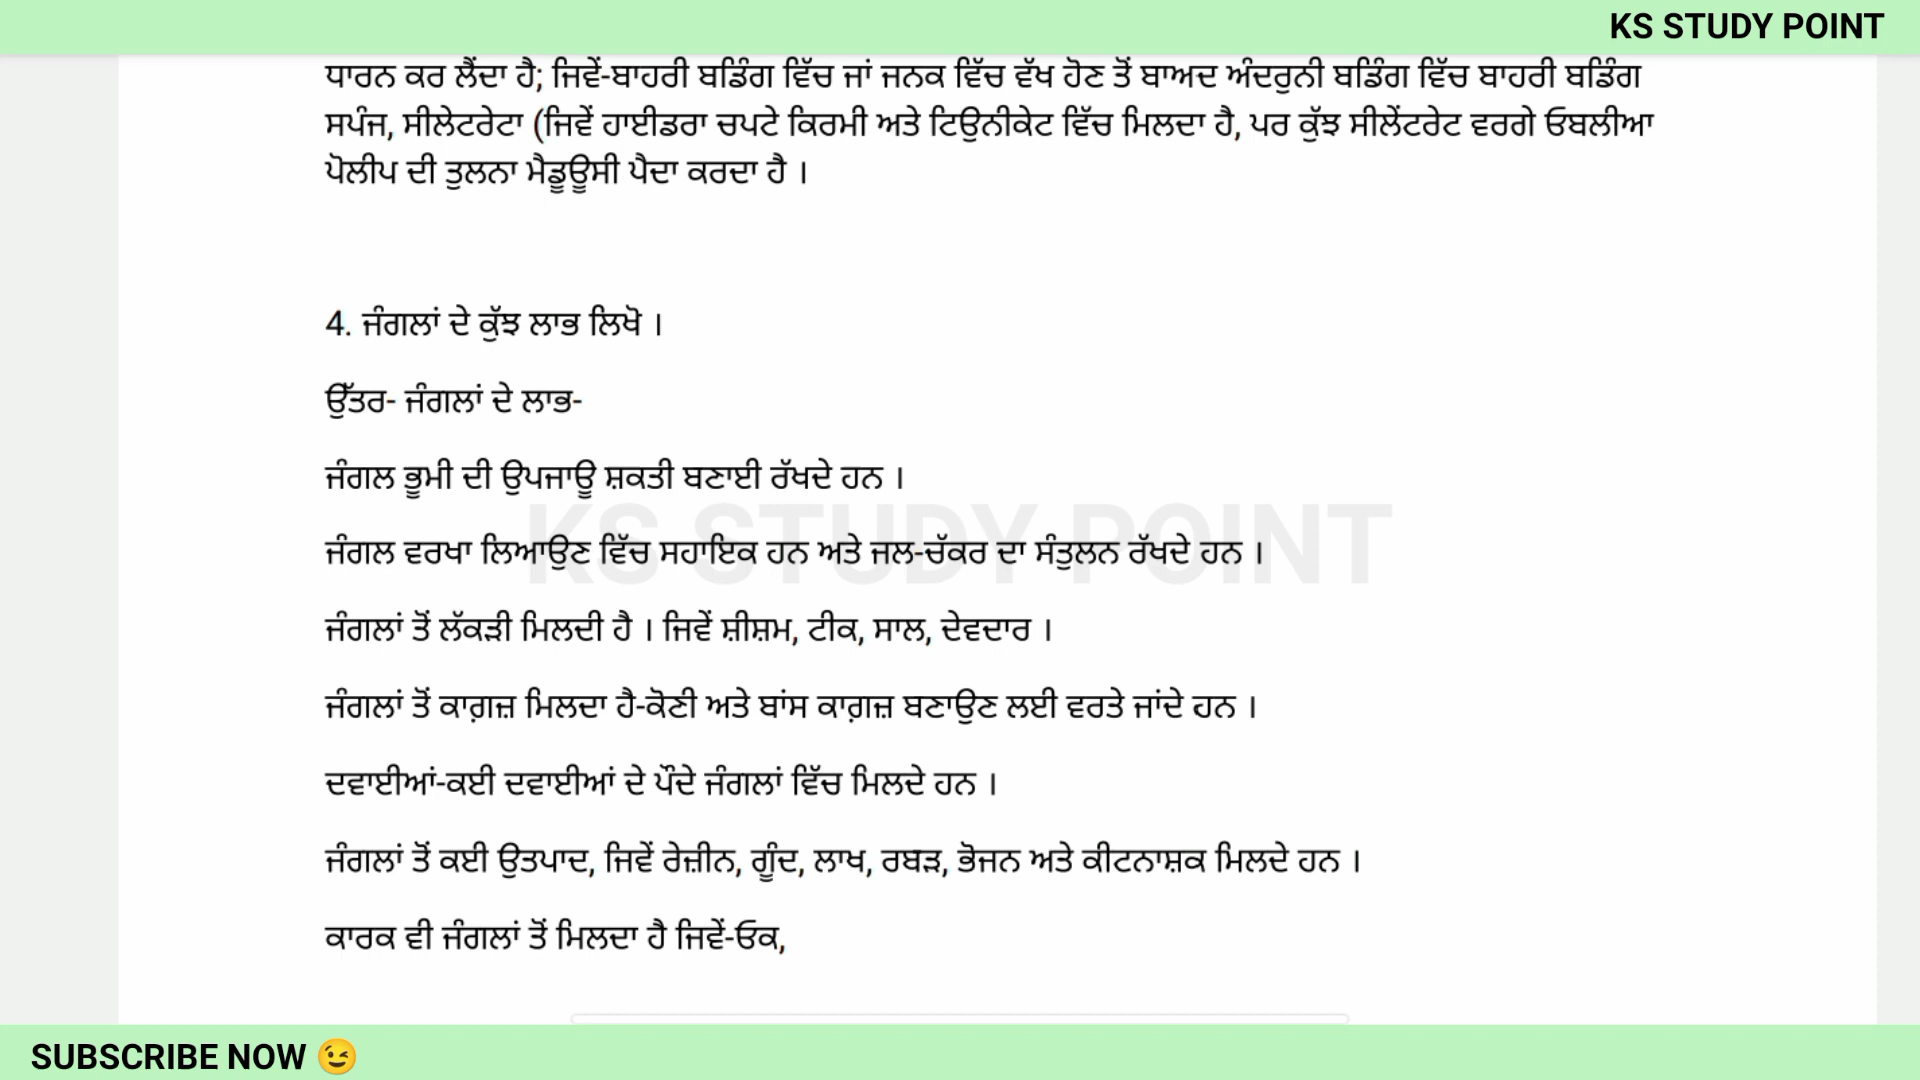 KS STUDY POINT
ਧਾਰਨ ਕਰ ਲੈਂਦਾ ਹੈ; ਜਿਵੇਂ-ਬਾਹਰੀ ਬਡਿੰਗ ਵਿੱਚ ਜਾਂ ਜਨਕ ਵਿੱਚ ਵੱਖ ਹੋਣ ਤੋਂ ਬਾਅਦ ਅੰਦਰੁਨੀ ਬਡਿੰਗ ਵਿੱਚ ਬਾਹਰੀ ਬਡਿੰਗ
ਸਪੰਜ, ਸੀਲੇਟਰੇਟਾ (ਜਿਵੇਂ ਹਾਈਡਰਾ ਚਪਟੇ ਕਿਰਮੀ ਅਤੇ ਟਿਊਨੀਕੇਟ ਵਿੱਚ ਮਿਲਦਾ ਹੈ, ਪਰ ਕੁੱਝ ਸੀਲੇਂਟਰੇਟ ਵਰਗੇ ਓਬਲੀਆ
ਪੋਲੀਪ ਦੀ ਤੁਲਨਾ ਮੈਡੂਊਸੀ ਪੈਦਾ ਕਰਦਾ ਹੈ ।
4. ਜੰਗਲਾਂ ਦੇ ਕੁੱਝ ਲਾਭ ਲਿਖੋ ।
ਉੱਤਰ- ਜੰਗਲਾਂ ਦੇ ਲਾਭ-
ਜੰਗਲ ਭੂਮੀ ਦੀ ਉਪਜਾਊ ਸ਼ਕਤੀ ਬਣਾਈ ਰੱਖਦੇ ਹਨ ।
KS STUDY POINT
ਜੰਗਲ ਵਰਖਾ ਲਿਆਉਣ ਵਿੱਚ ਸਹਾਇਕ ਹਨ ਅਤੇ ਜਲ-ਚੱਕਰ ਦਾ ਸੰਤੁਲਨ ਰੱਖਦੇ ਹਨ ।
ਜੰਗਲਾਂ ਤੋਂ ਲੱਕੜੀ ਮਿਲਦੀ ਹੈ । ਜਿਵੇਂ ਸ਼ੀਸ਼ਮ, ਟੀਕ, ਸਾਲ, ਦੇਵਦਾਰ ।
ਜੰਗਲਾਂ ਤੋਂ ਕਾਗ਼ਜ਼ ਮਿਲਦਾ ਹੈ-ਕੋਣੀ ਅਤੇ ਬਾਂਸ ਕਾਗ਼ਜ਼ ਬਣਾਉਣ ਲਈ ਵਰਤੇ ਜਾਂਦੇ ਹਨ ।
ਦਵਾਈਆਂ-ਕਈ ਦਵਾਈਆਂ ਦੇ ਪੌਦੇ ਜੰਗਲਾਂ ਵਿੱਚ ਮਿਲਦੇ ਹਨ ।
ਜੰਗਲਾਂ ਤੋਂ ਕਈ ਉਤਪਾਦ, ਜਿਵੇਂ ਰੇਜ਼ੀਨ, ਗੂੰਦ, ਲਾਖ, ਰਬੜ, ਭੋਜਨ ਅਤੇ ਕੀਟਨਾਸ਼ਕ ਮਿਲਦੇ ਹਨ ।
ਕਾਰਕ ਵੀ ਜੰਗਲਾਂ ਤੋਂ ਮਿਲਦਾ ਹੈ ਜਿਵੇਂ-ਓਕ,
SUBSCRIBE NOW 😉